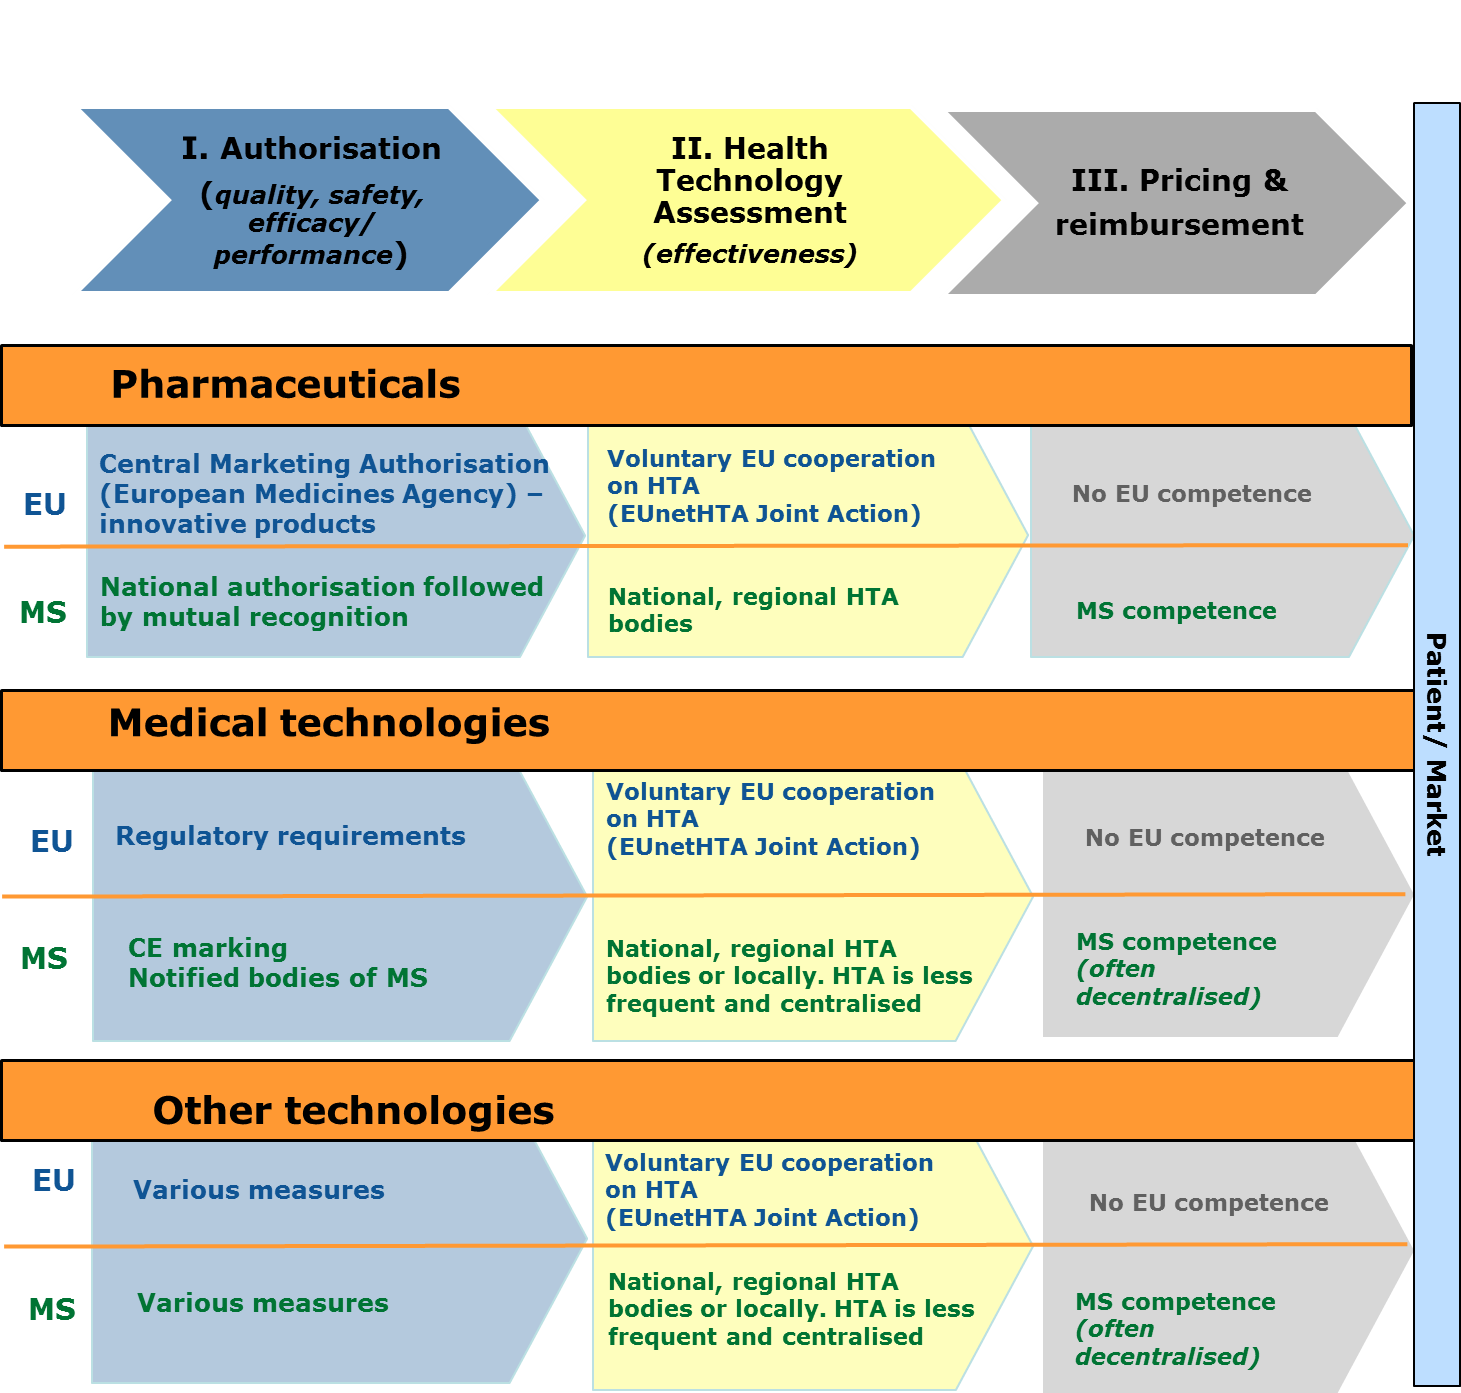 I. Authorisation
(quality, safety,
efficacy/
performance)
II. Health
Technology
Assessment
(effectiveness)
III. Pricing &
reimbursement
Pharmaceuticals
EU
Central Marketing Authorisation
(European Medicines Agency) –
innovative products
Voluntary EU cooperation
on HTA
(EUnetHTA Joint Action)
No EU competence
MS
National authorisation followed
by mutual recognition
National, regional HTA
bodies
MS competence
Medical technologies
EU
Regulatory requirements
Voluntary EU cooperation
on HTA
(EUnetHTA Joint Action)
No EU competence
MS
CE marking
Notified bodies of MS
National, regional HTA
bodies or locally. HTA is less
frequent and centralised
MS competence
(often
decentralised)
Other technologies
EU
Various measures
Voluntary EU cooperation
on HTA
(EUnetHTA Joint Action)
No EU competence
MS
Various measures
National, regional HTA
bodies or locally. HTA is less
frequent and centralised
MS competence
(often
decentralised)
Patient/ Market